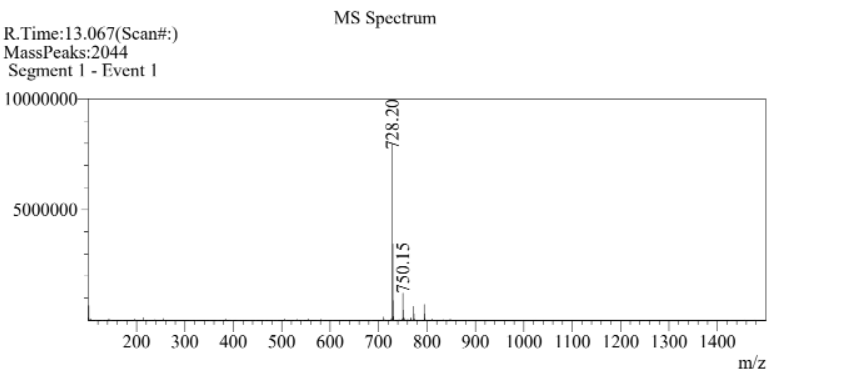 MS Spectrum
R.Time:13.067(Scan#:)
MassPeaks:2044
Segment 1 - Event 1
10000000
728.20
5000000
750.15
200 300 400 500 600 700 800 900 1000 1100 1200 1300 1400
m/z